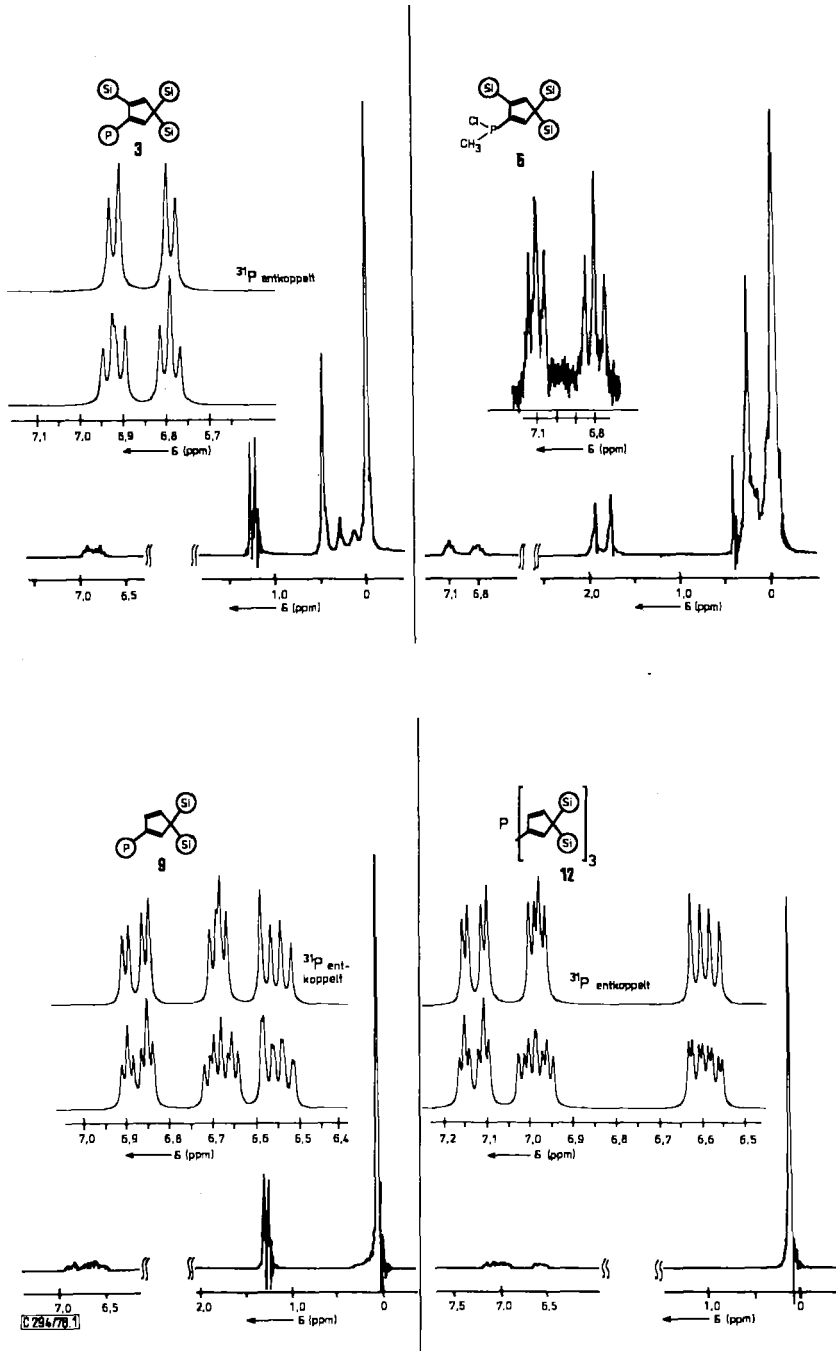 Si Si
P Si
3
³¹P entkoppelt
7,1 7,0 6,9 6,8 6,7
δ (ppm)
7,0 6,5 1,0 0
δ (ppm)
Si Si
Cl
P Si
CH₃
6
7,1 6,8
δ (ppm)
7,1 6,8 2,0 1,0 0
δ (ppm)
Si
P Si
9
³¹P ent-
koppelt
7,0 6,9 6,8 6,7 6,6 6,5 6,4
δ (ppm)
7,0 6,5 2,0 1,0 0
δ (ppm)
C 294/78.1
Si
P
Si 3
12
³¹P entkoppelt
7,2 7,1 7,0 6,9 6,8 6,7 6,6 6,5
δ (ppm)
7,5 7,0 6,5 1,0 0
δ (ppm)